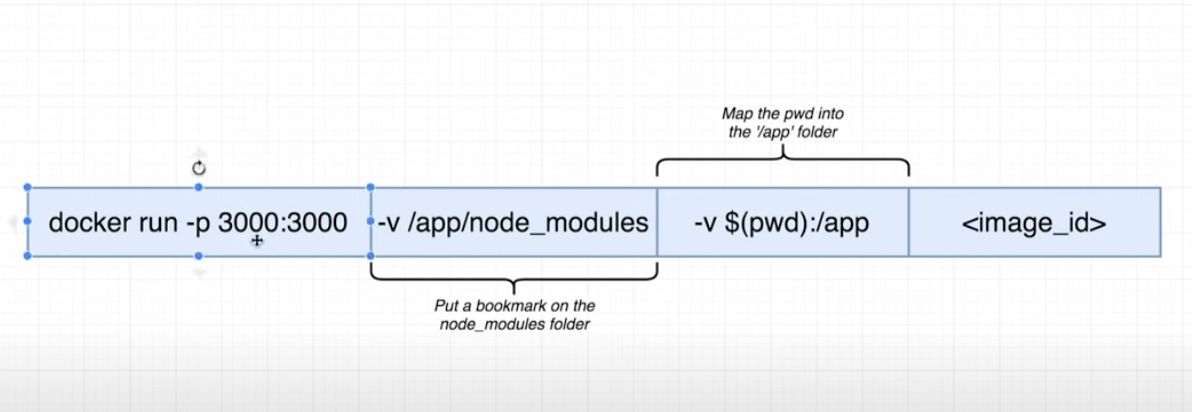 Map the pwd into
the '/app' folder
docker run -p 3000:3000 -v /app/node_modules -v $(pwd):/app <image_id>
Put a bookmark on the
node_modules folder